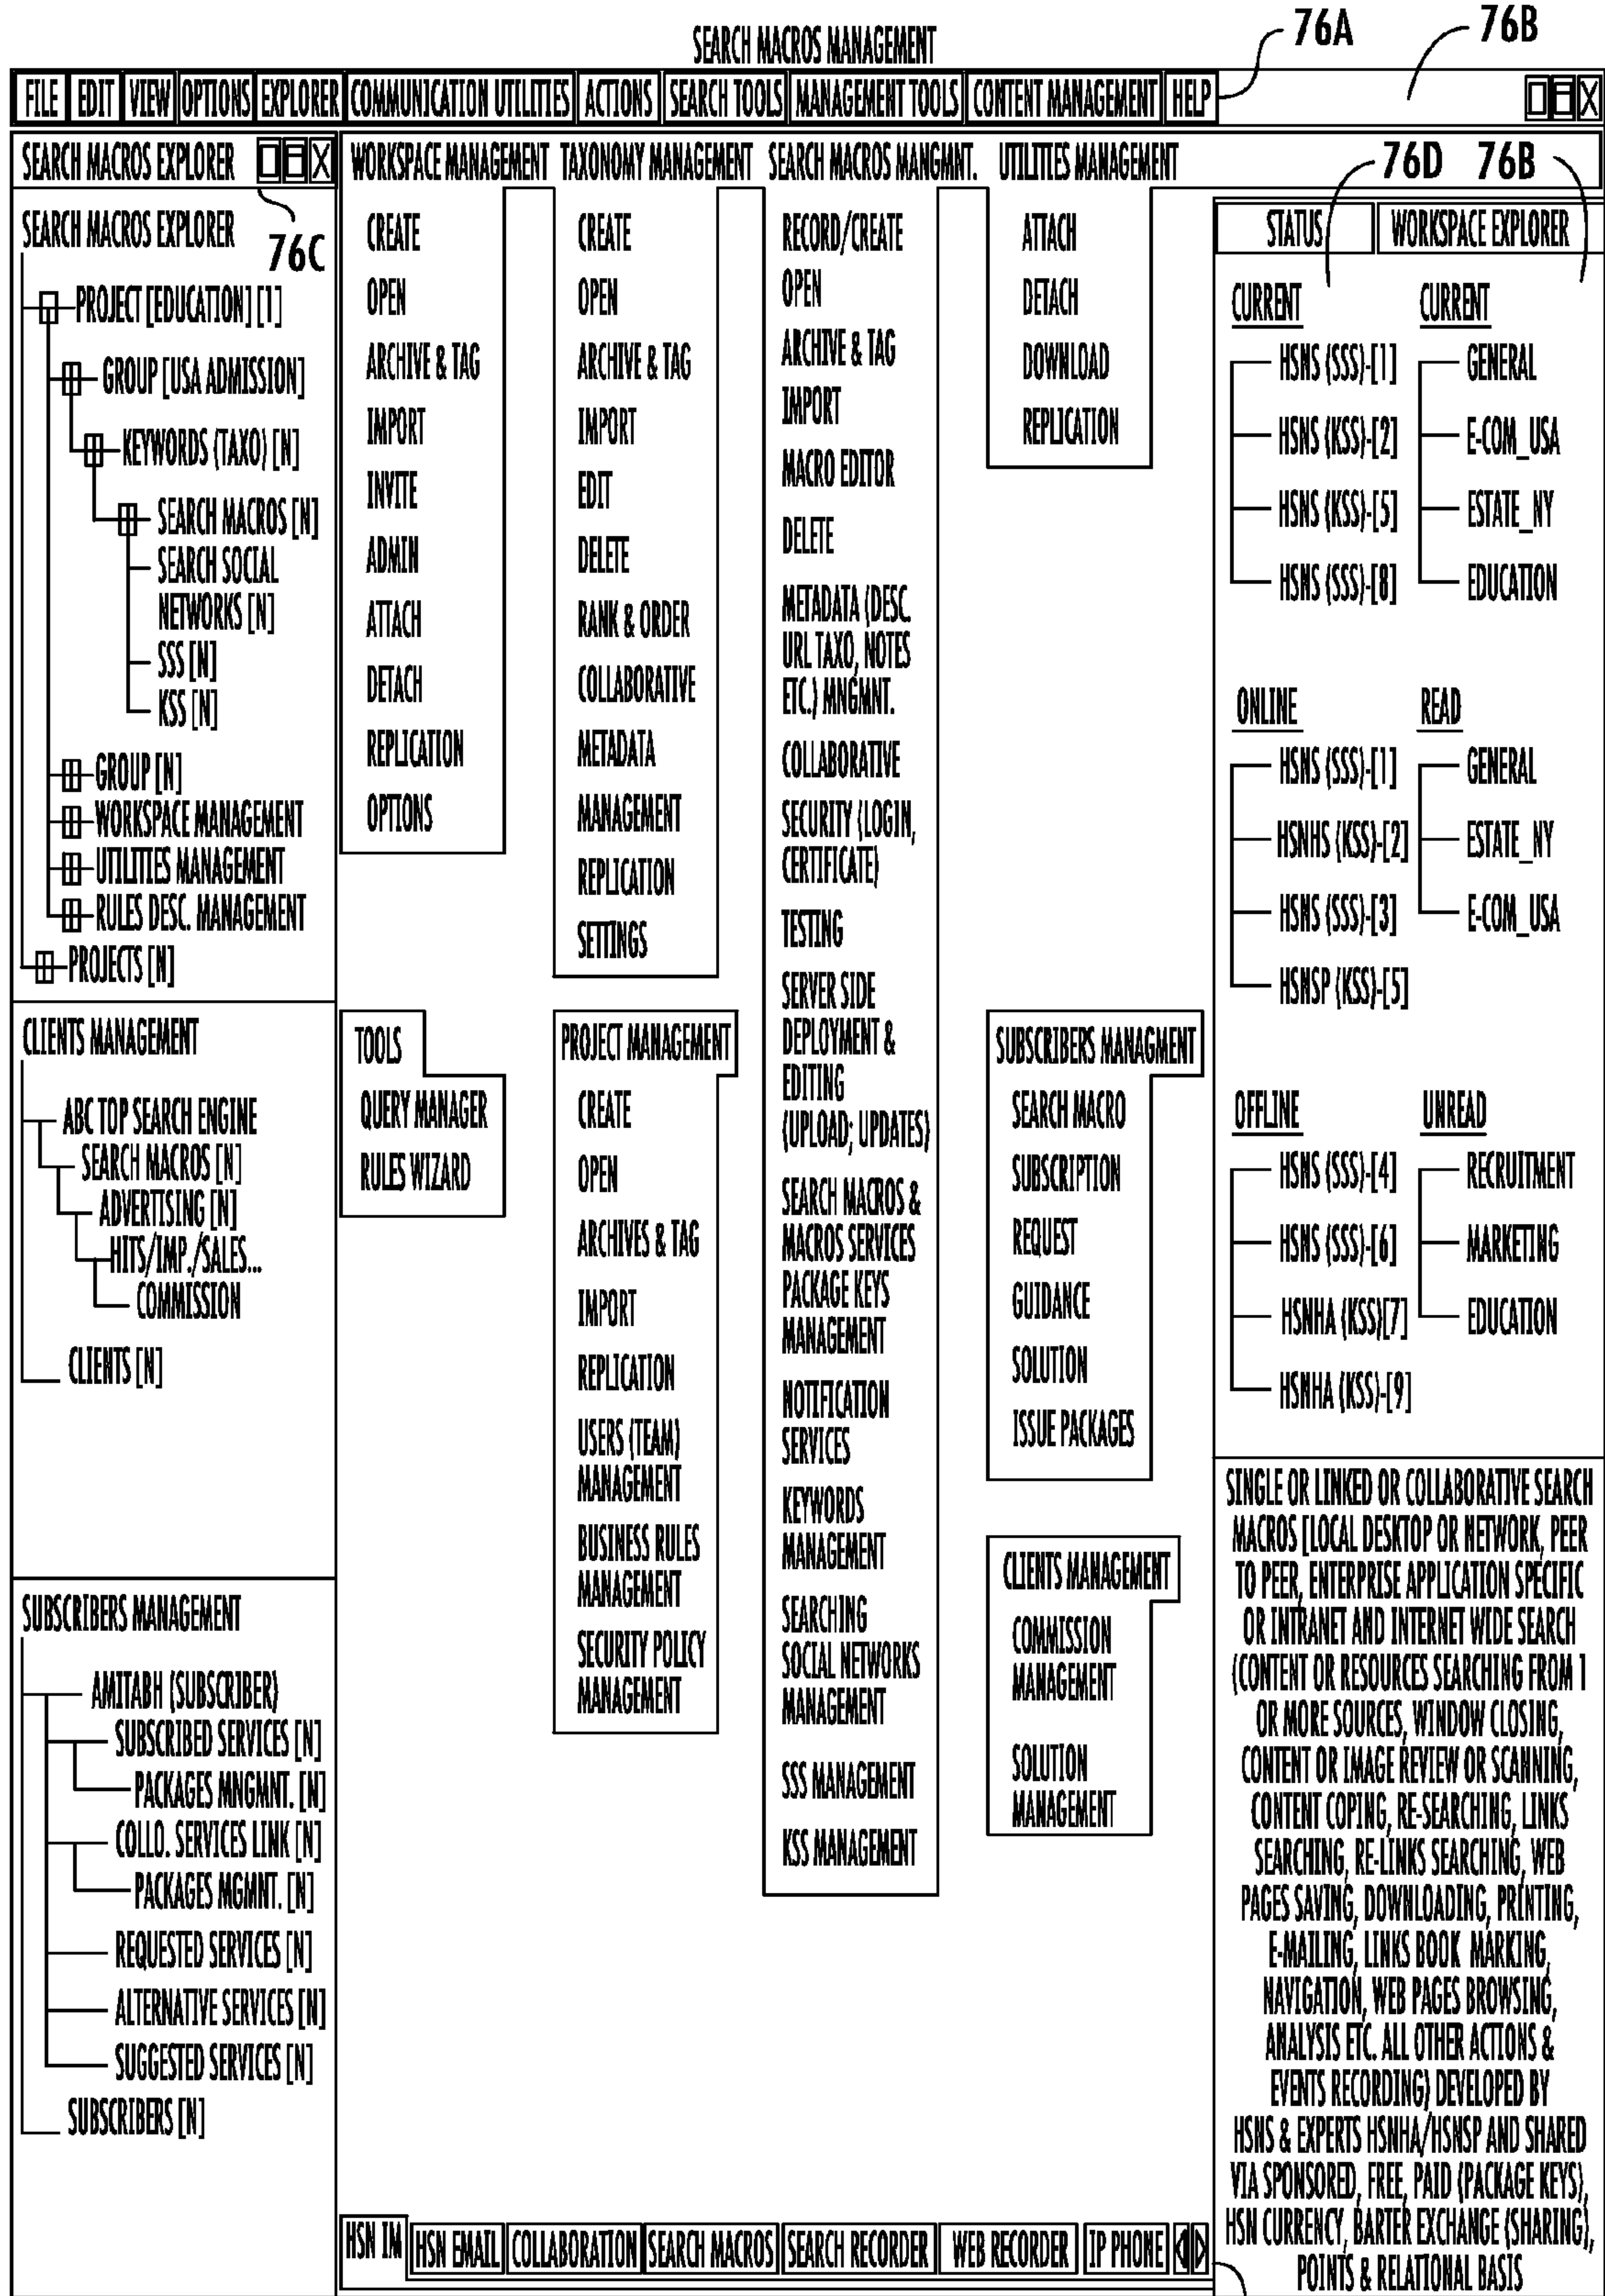 SEARCH MACROS MANAGEMENT
76A
76B
FILE EDIT VIEW OPTIONS EXPLORER COMMUNICATION UTILITIES ACTIONS SEARCH TOOLS MANAGEMENT TOOLS CONTENT MANAGEMENT HELP
SEARCH MACROS EXPLORER
76C
SEARCH MACROS EXPLORER
PROJECT [EDUCATION] [1]
GROUP [USA ADMISSION]
KEYWORDS (TAXO) [N]
SEARCH MACROS [N]
SEARCH SOCIAL
NETWORKS [N]
SSS [N]
KSS [N]
GROUP [N]
WORKSPACE MANAGEMENT
UTILITIES MANAGEMENT
RULES DESC. MANAGEMENT
PROJECTS [N]
CLIENTS MANAGEMENT
ABC TOP SEARCH ENGINE
SEARCH MACROS [N]
ADVERTISING [N]
HITS/IMP./SALES...
COMMISSION
CLIENTS [N]
SUBSCRIBERS MANAGEMENT
AMITABH (SUBSCRIBER)
SUBSCRIBED SERVICES [N]
PACKAGES MNGMNT. [N]
COLLO. SERVICES LINK [N]
PACKAGES MGMNT. [N]
REQUESTED SERVICES [N]
ALTERNATIVE SERVICES [N]
SUGGESTED SERVICES [N]
SUBSCRIBERS [N]
WORKSPACE MANAGEMENT
CREATE
OPEN
ARCHIVE & TAG
IMPORT
INVITE
ADMIN
ATTACH
DETACH
REPLICATION
OPTIONS
TOOLS
QUERY MANAGER
RULES WIZARD
TAXONOMY MANAGEMENT
CREATE
OPEN
ARCHIVE & TAG
IMPORT
EDIT
DELETE
RANK & ORDER
COLLABORATIVE
METADATA
MANAGEMENT
REPLICATION
SETTINGS
PROJECT MANAGEMENT
CREATE
OPEN
ARCHIVES & TAG
IMPORT
REPLICATION
USERS (TEAM)
MANAGEMENT
BUSINESS RULES
MANAGEMENT
SECURITY POLICY
MANAGEMENT
SEARCH MACROS MANGMNT.
RECORD/CREATE
OPEN
ARCHIVE & TAG
IMPORT
MACRO EDITOR
DELETE
METADATA (DESC.
URL TAXO, NOTES
ETC.) MNGMNT.
COLLABORATIVE
SECURITY (LOGIN,
CERTIFICATE)
TESTING
SERVER SIDE
DEPLOYMENT &
EDITING
(UPLOAD; UPDATES)
SEARCH MACROS &
MACROS SERVICES
PACKAGE KEYS
MANAGEMENT
NOTIFICATION
SERVICES
KEYWORDS
MANAGEMENT
SEARCHING
SOCIAL NETWORKS
MANAGEMENT
SSS MANAGEMENT
KSS MANAGEMENT
UTILITIES MANAGEMENT
ATTACH
DETACH
DOWNLOAD
REPLICATION
SUBSCRIBERS MANAGMENT
SEARCH MACRO
SUBSCRIPTION
REQUEST
GUIDANCE
SOLUTION
ISSUE PACKAGES
CLIENTS MANAGEMENT
COMMISSION
MANAGEMENT
SOLUTION
MANAGEMENT
76D
76B
STATUS
WORKSPACE EXPLORER
CURRENT
HSNS (SSS)-[1]
HSNS (KSS)-[2]
HSNS (KSS)-[5]
HSNS (SSS)-[8]
CURRENT
GENERAL
E-COM_USA
ESTATE_NY
EDUCATION
ONLINE
HSNS (SSS)-[1]
HSNHS (KSS)-[2]
HSNS (SSS)-[3]
HSNSP (KSS)-[5]
READ
GENERAL
ESTATE_NY
E-COM_USA
OFFLINE
HSNS (SSS)-[4]
HSNS (SSS)-[6]
HSNHA (KSS)[7]
HSNHA (KSS)-[9]
UNREAD
RECRUITMENT
MARKETING
EDUCATION
SINGLE OR LINKED OR COLLABORATIVE SEARCH
MACROS [LOCAL DESKTOP OR NETWORK, PEER
TO PEER, ENTERPRISE APPLICATION SPECIFIC
OR INTRANET AND INTERNET WIDE SEARCH
(CONTENT OR RESOURCES SEARCHING FROM 1
OR MORE SOURCES, WINDOW CLOSING,
CONTENT OR IMAGE REVIEW OR SCANNING,
CONTENT COPING, RE-SEARCHING, LINKS
SEARCHING, RE-LINKS SEARCHING, WEB
PAGES SAVING, DOWNLOADING, PRINTING,
E-MAILING, LINKS BOOK MARKING,
NAVIGATION, WEB PAGES BROWSING,
ANALYSIS ETC. ALL OTHER ACTIONS &
EVENTS RECORDING) DEVELOPED BY
HSNS & EXPERTS HSNHA/HSNSP AND SHARED
VIA SPONSORED, FREE, PAID (PACKAGE KEYS),
HSN CURRENCY, BARTER EXCHANGE (SHARING),
POINTS & RELATIONAL BASIS
HSN IM HSN EMAIL COLLABORATION SEARCH MACROS SEARCH RECORDER WEB RECORDER IP PHONE